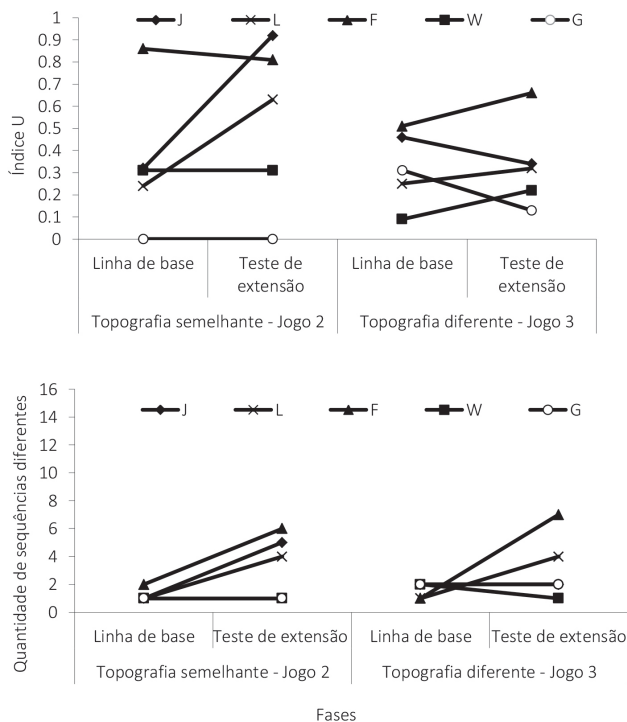 J L F W G
1
0.9
0.8
0.7
0.6
0.5
0.4
0.3
0.2
0.1
0
Índice U
Linha de base
Teste de
extensão
Linha de base
Teste de
extensão
Topografia semelhante - Jogo 2
Topografia diferente - Jogo 3
J L F W G
16
14
12
10
8
6
4
2
0
Quantidade de sequências diferentes
Linha de base
Teste de extensão
Linha de base
Teste de extensão
Topografia semelhante - Jogo 2
Topografia diferente - Jogo 3
Fases